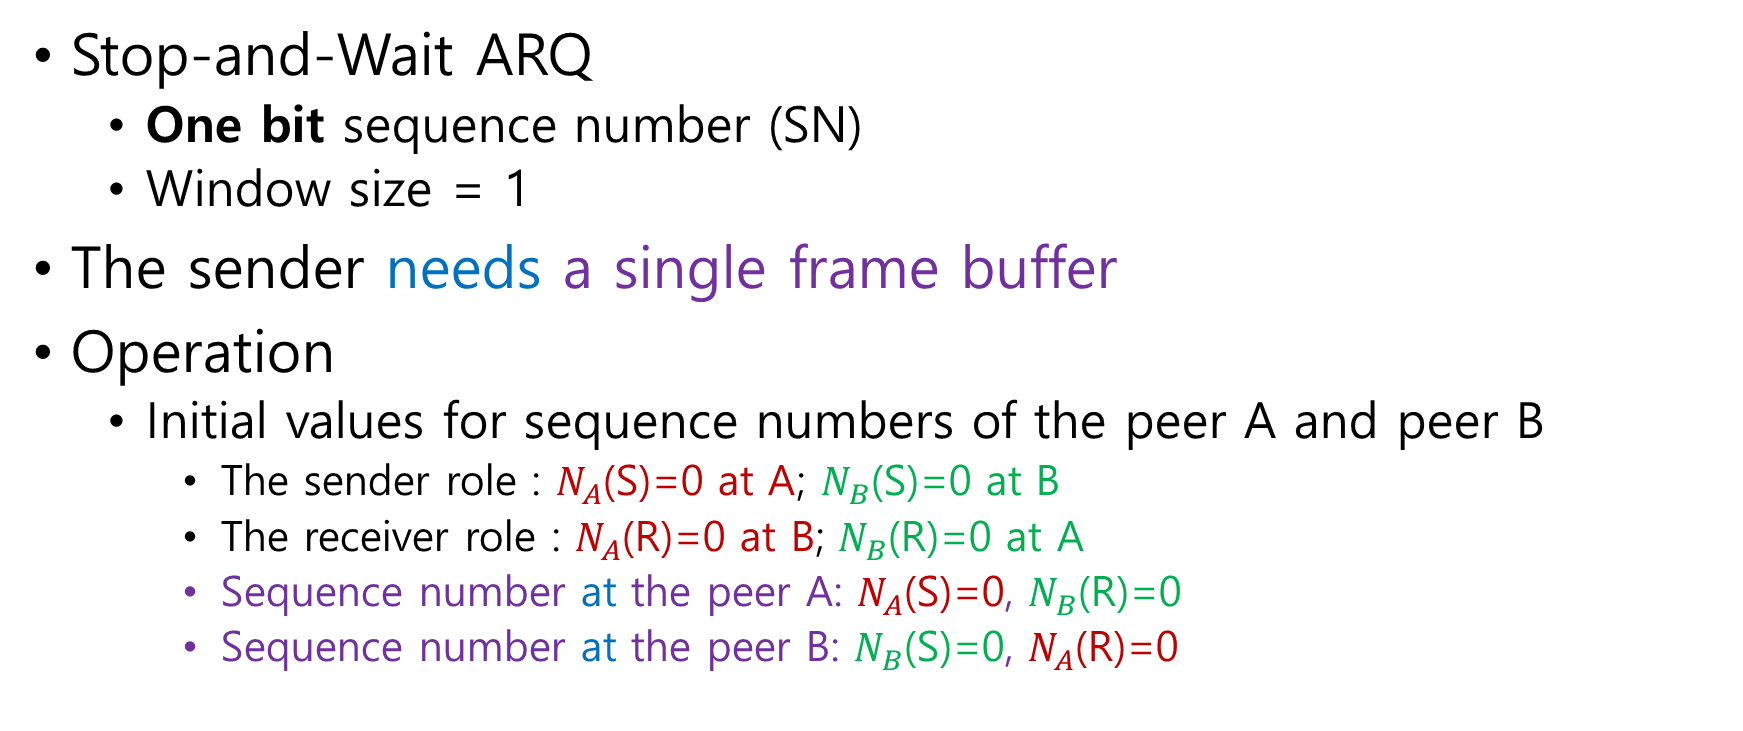 • Stop-and-Wait ARQ
• One bit sequence number (SN)
• Window size = 1
• The sender needs a single frame buffer
• Operation
• Initial values for sequence numbers of the peer A and peer B
• The sender role : N_A(S)=0 at A; N_B(S)=0 at B
• The receiver role : N_A(R)=0 at B; N_B(R)=0 at A
• Sequence number at the peer A: N_A(S)=0, N_B(R)=0
• Sequence number at the peer B: N_B(S)=0, N_A(R)=0